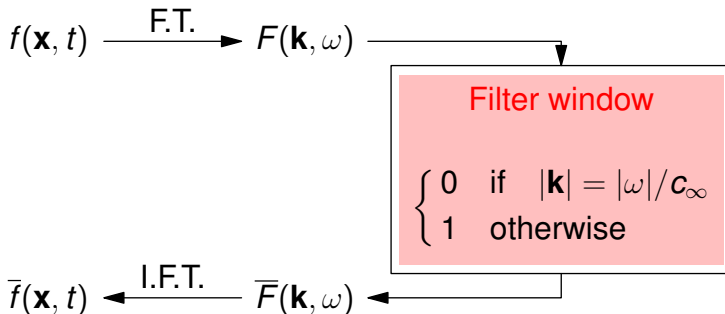 F.T.
f(x, t) F(k, ω)
Filter window
{ 0 if |k| = |ω|/c∞
1 otherwise
I.F.T.
f̅(x, t) F̅(k, ω)